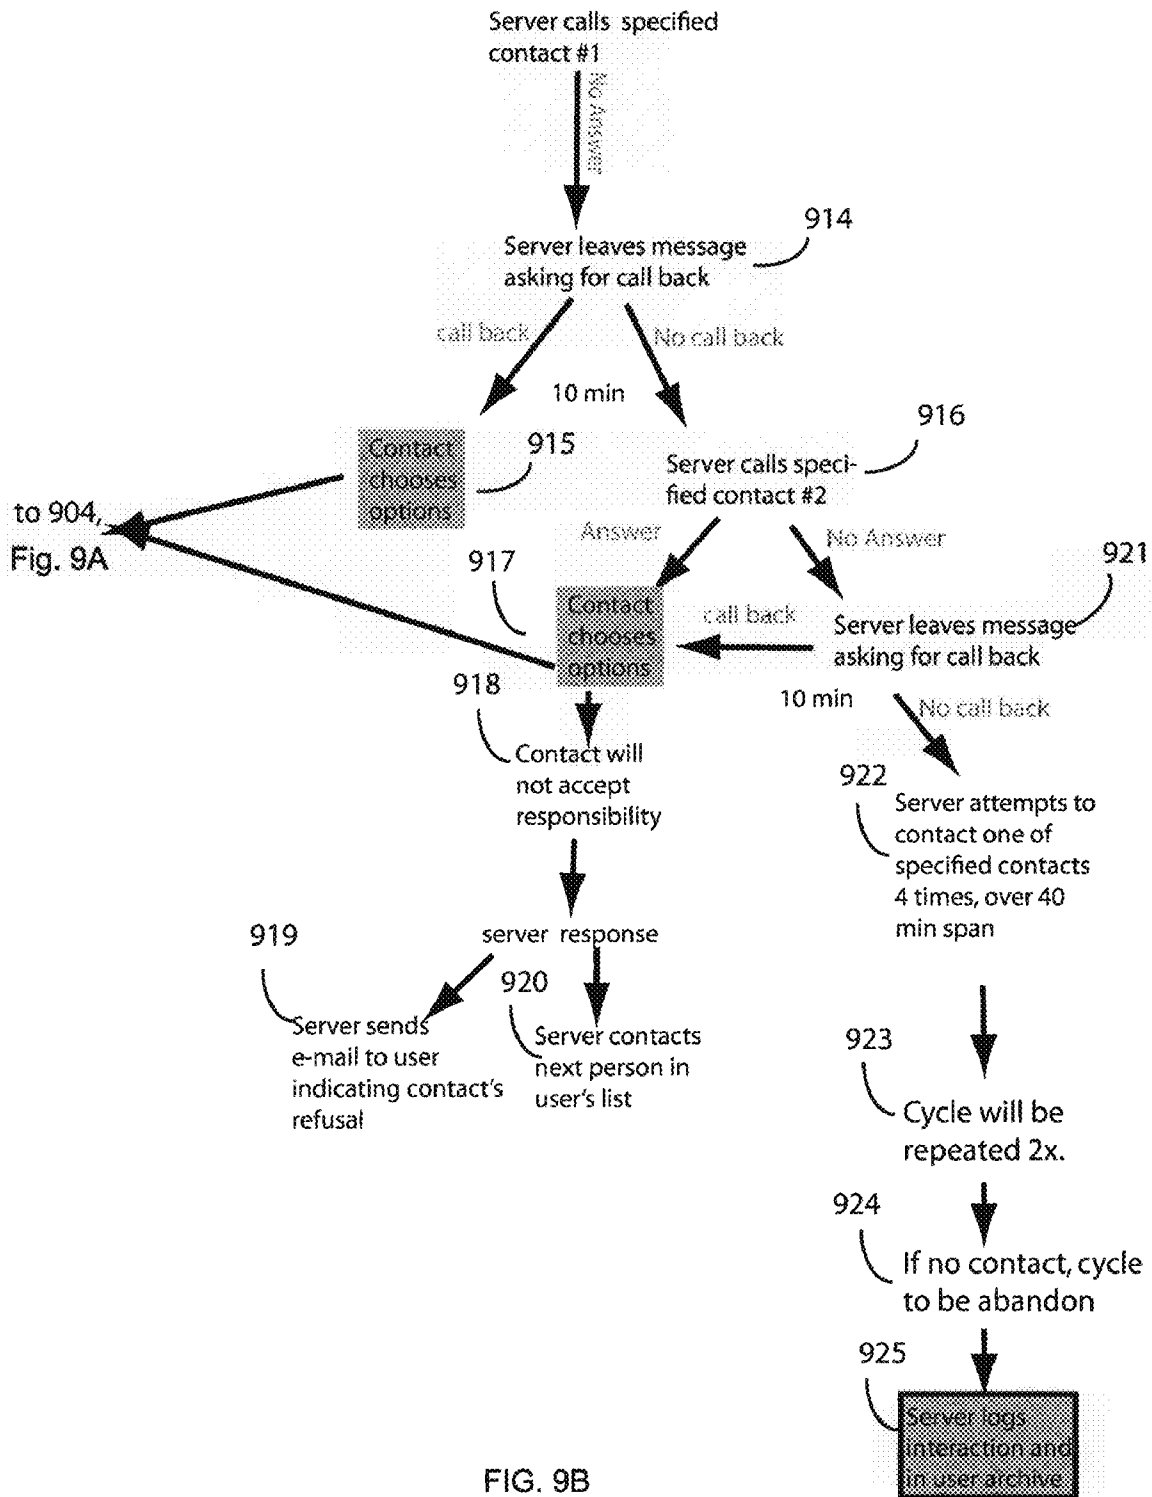 Server calls specified
contact #1
No Answer
914
Server leaves message
asking for call back
call back
No call back
10 min
916
915
Contact
chooses
options
Server calls speci-
fied contact #2
to 904,
Fig. 9A
Answer
No Answer
917
921
Contact
chooses
options
call back
Server leaves message
asking for call back
918
10 min
No call back
Contact will
not accept
responsibility
922
Server attempts to
contact one of
specified contacts
4 times, over 40
min span
919
server response
920
Server sends
e-mail to user
indicating contact's
refusal
Server contacts
next person in
user's list
923
Cycle will be
repeated 2x.
924
If no contact, cycle
to be abandon
925
Server logs
interaction and
in user archive
FIG. 9B